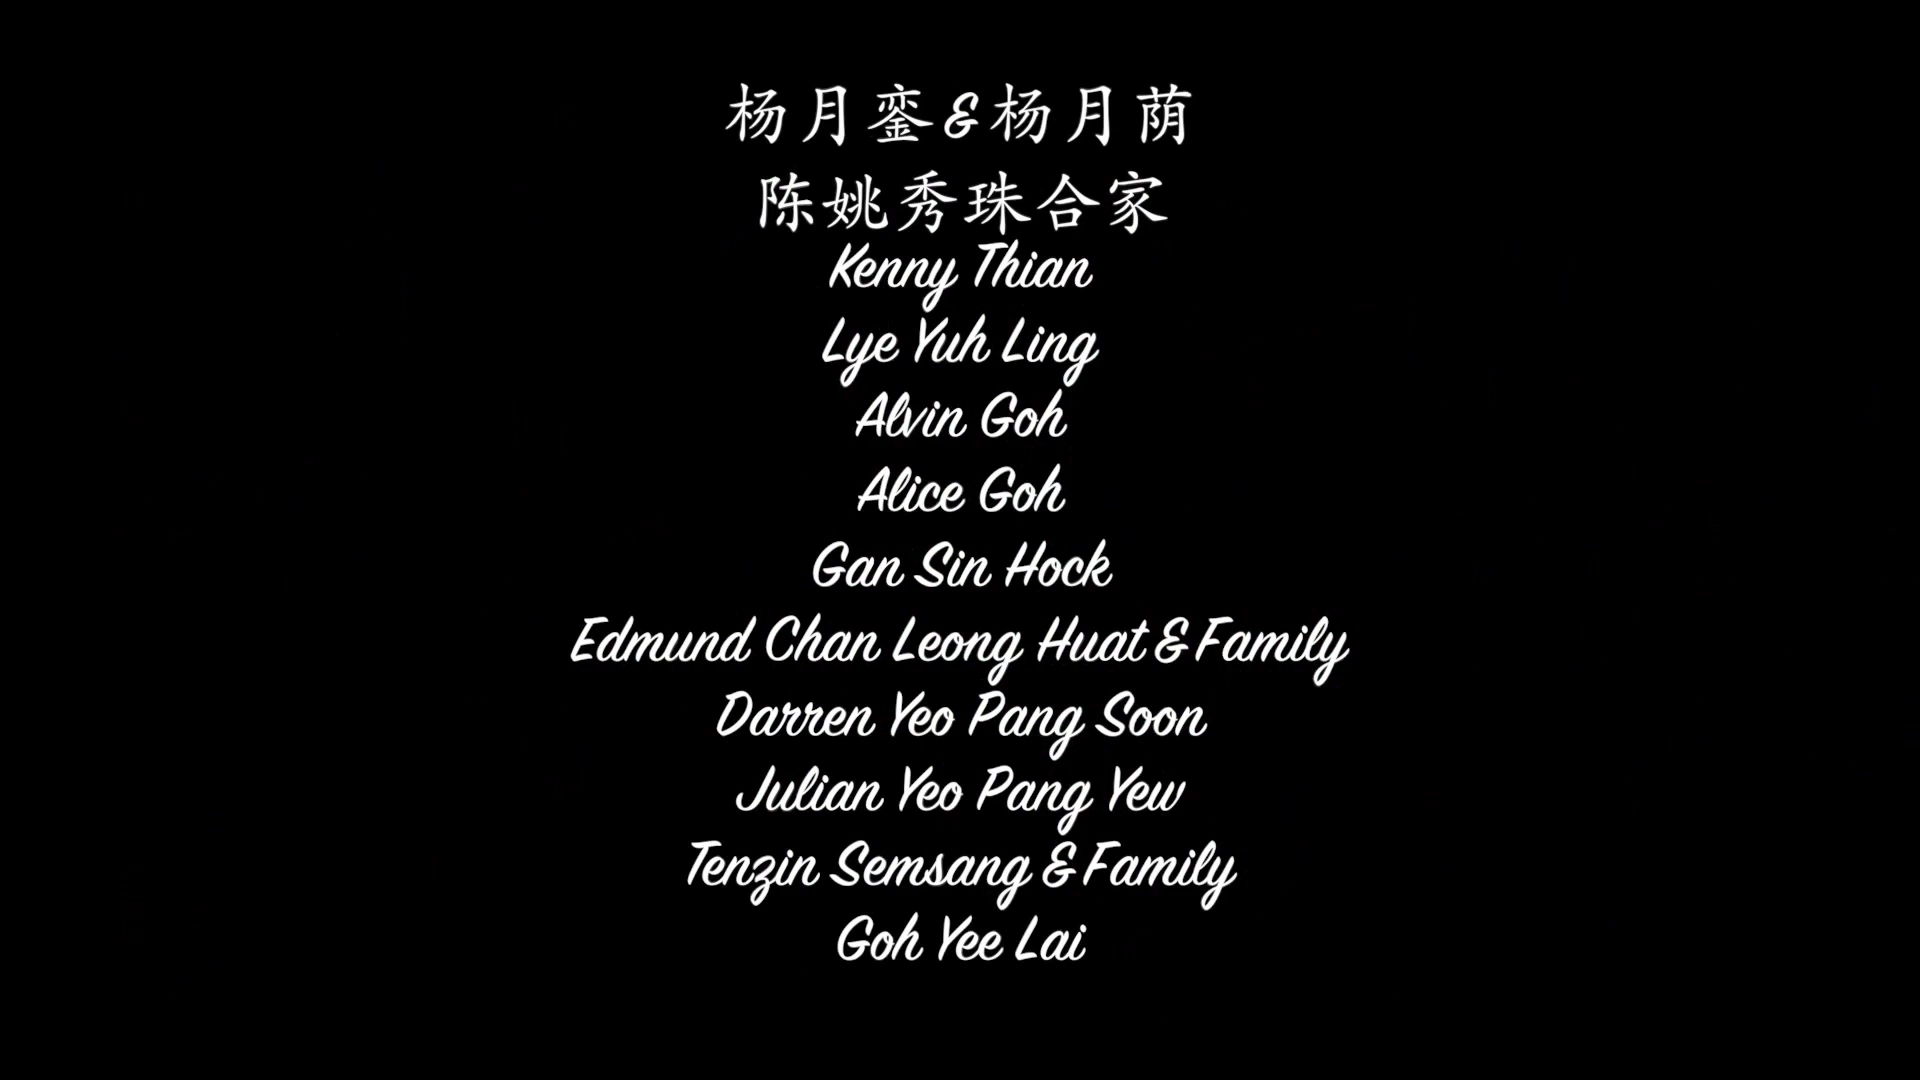 杨月銮&杨月荫
陈姚秀珠合家
Kenny Thian
Lye Yuh Ling
Alvin Goh
Alice Goh
Gan Sin Hock
Edmund Chan Leong Huat & Family
Darren Yeo Pang Soon
Julian Yeo Pang Yew
Tenzin Semsang & Family
Goh Yee Lai